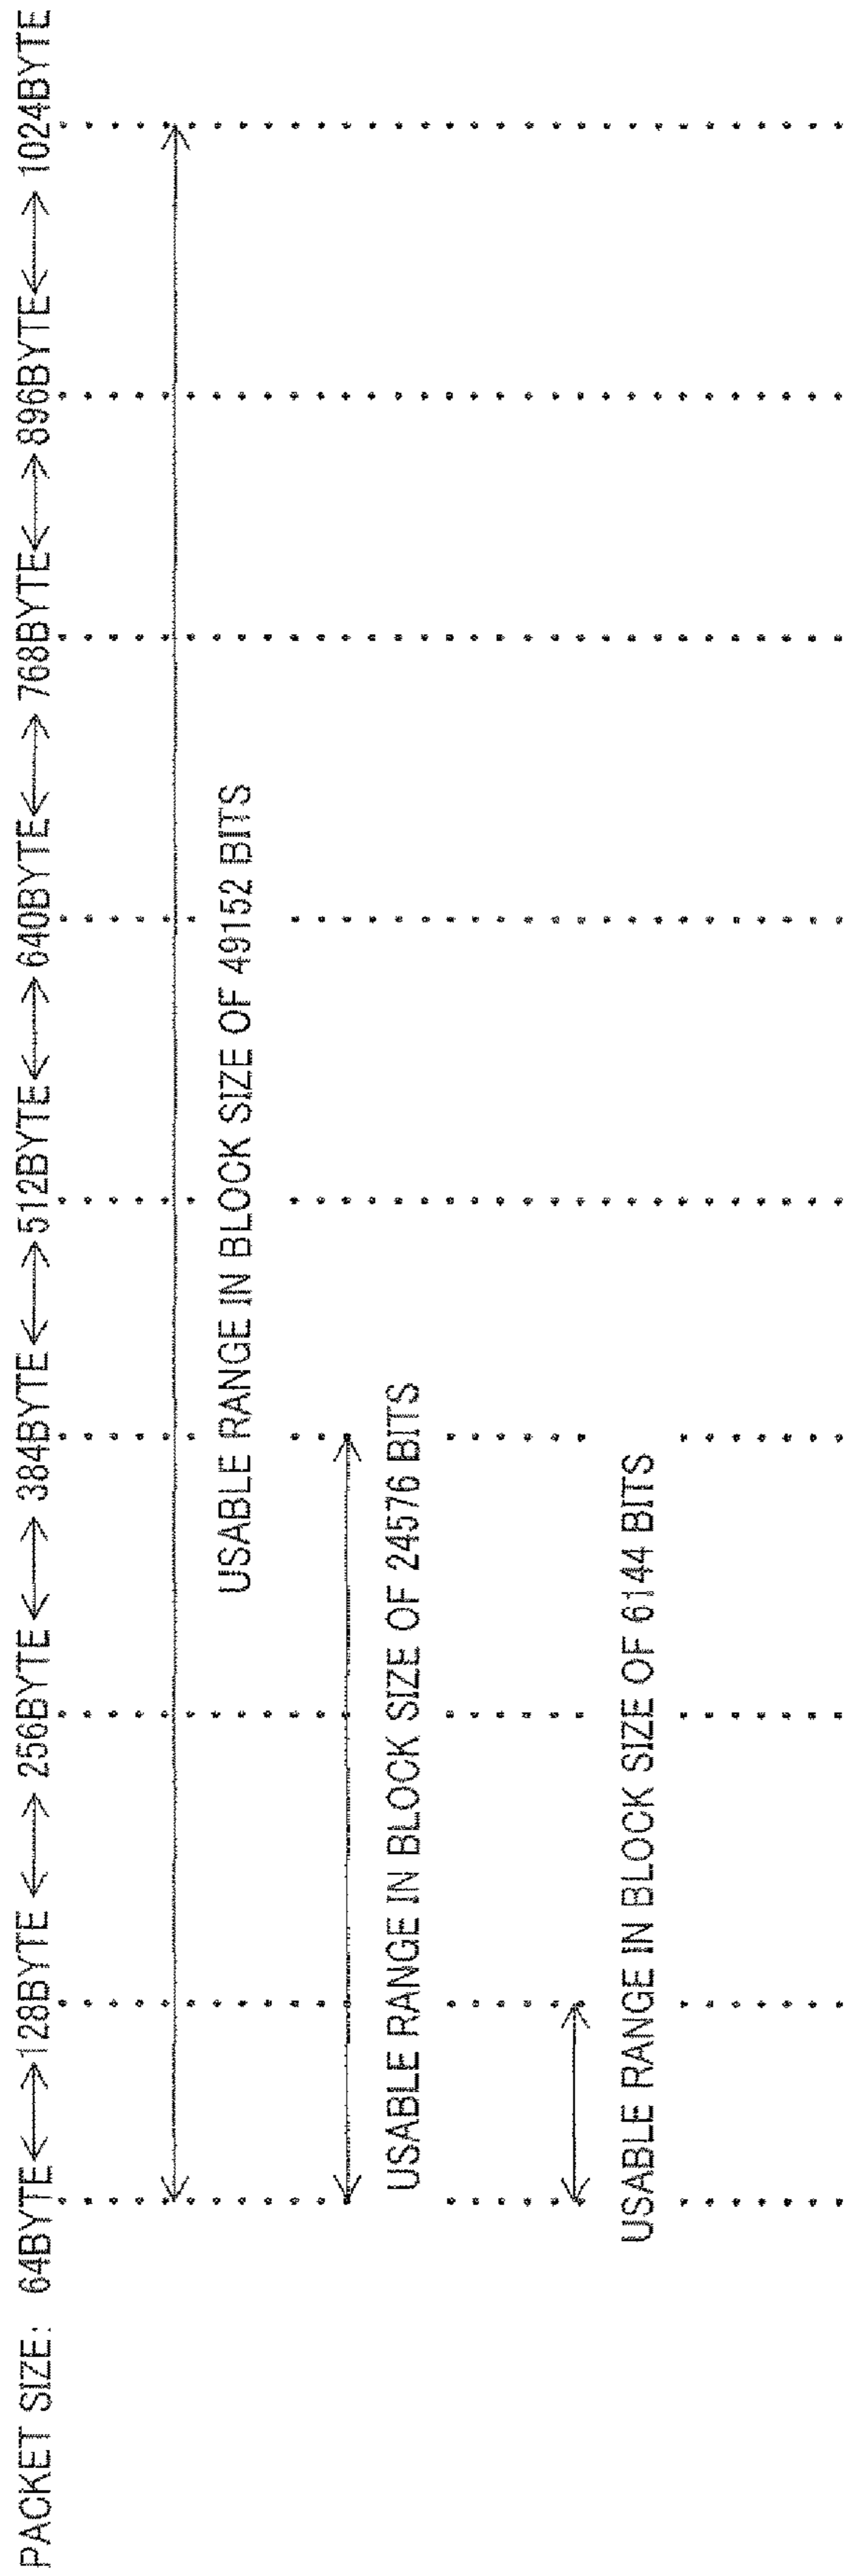 PACKET SIZE: 64BYTE 128BYTE 256BYTE 384BYTE 512BYTE 640BYTE 768BYTE 896BYTE 1024BYTE
USABLE RANGE IN BLOCK SIZE OF 49152 BITS
USABLE RANGE IN BLOCK SIZE OF 24576 BITS
USABLE RANGE IN BLOCK SIZE OF 6144 BITS